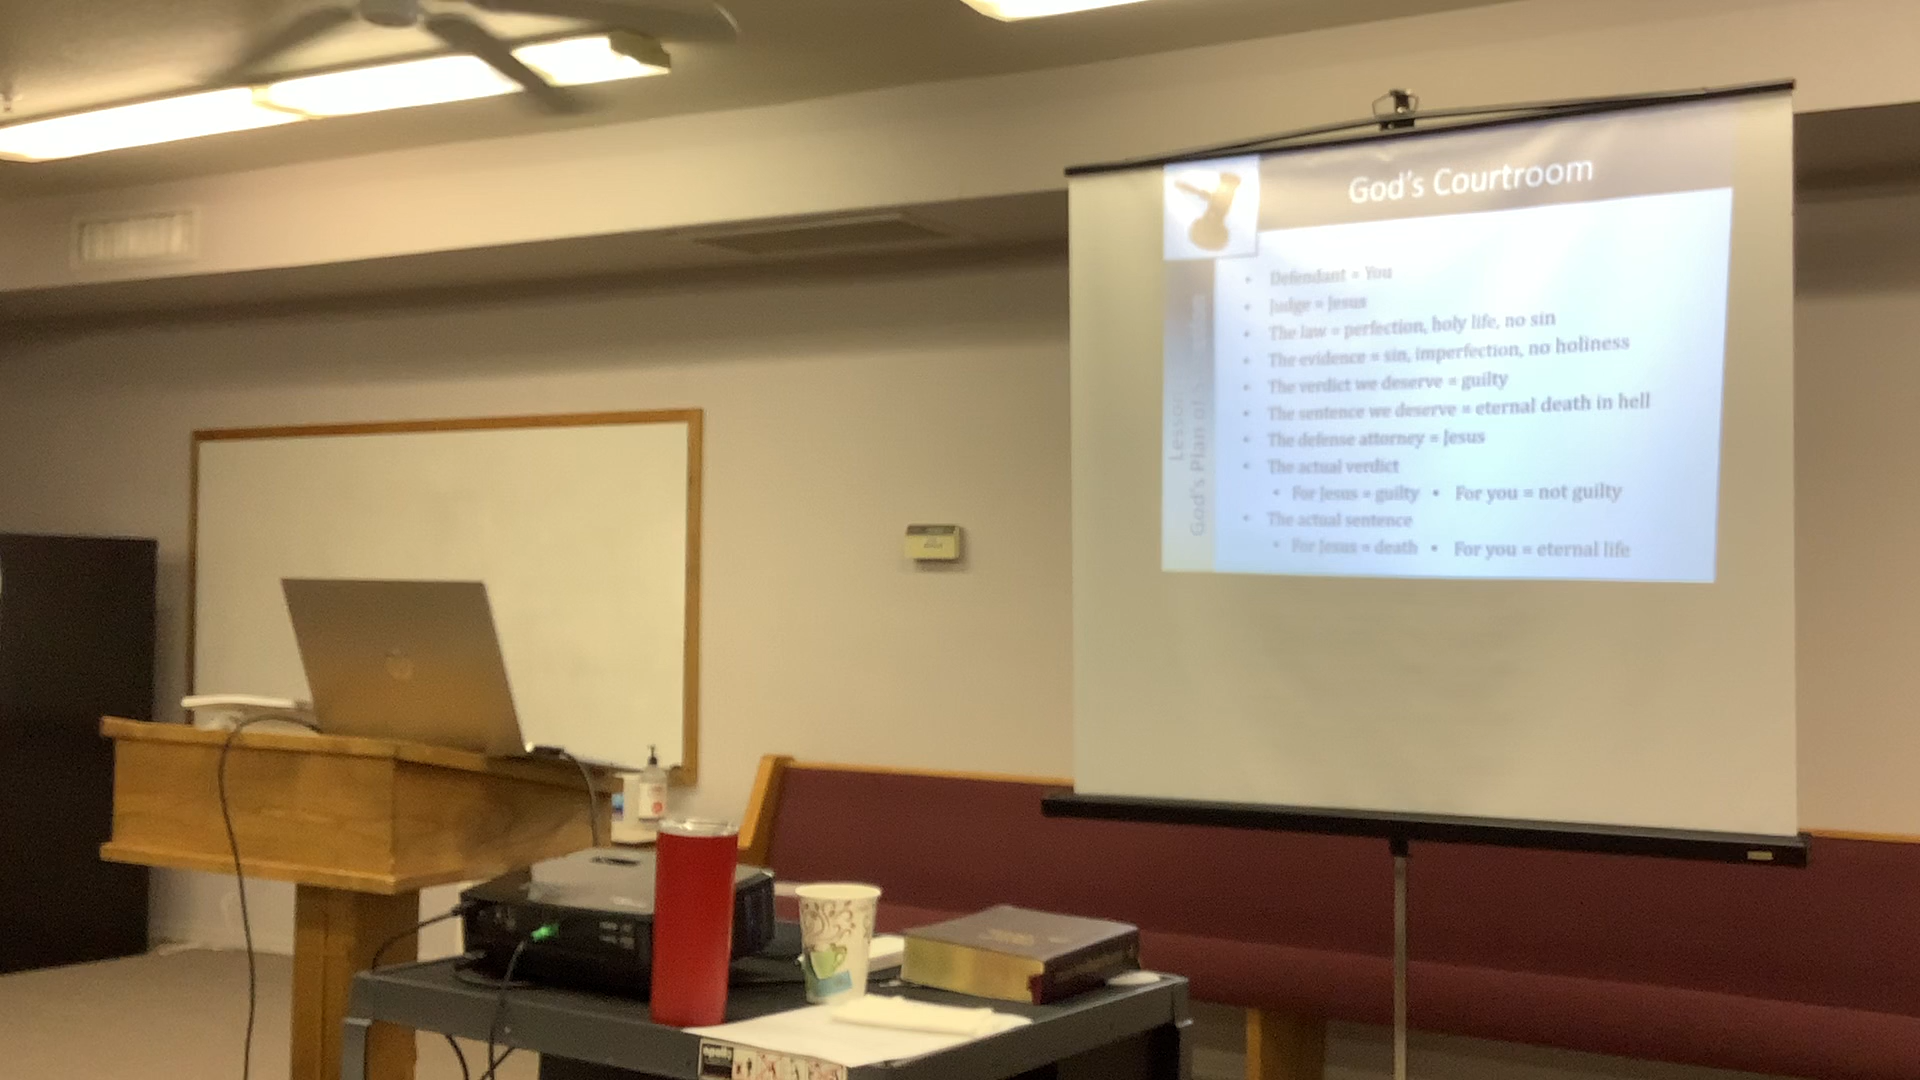 God's Courtroom
• Defendant = You
• Judge = Jesus
• The law = perfection, holy life, no sin
• The evidence = sin, imperfection, no holiness
• The verdict we deserve = guilty
• The sentence we deserve = eternal death in hell
• The defense attorney = Jesus
• The actual verdict
• For Jesus = guilty • For you = not guilty
• The actual sentence
• For Jesus = death • For you = eternal life
Lesson
God's Plan of